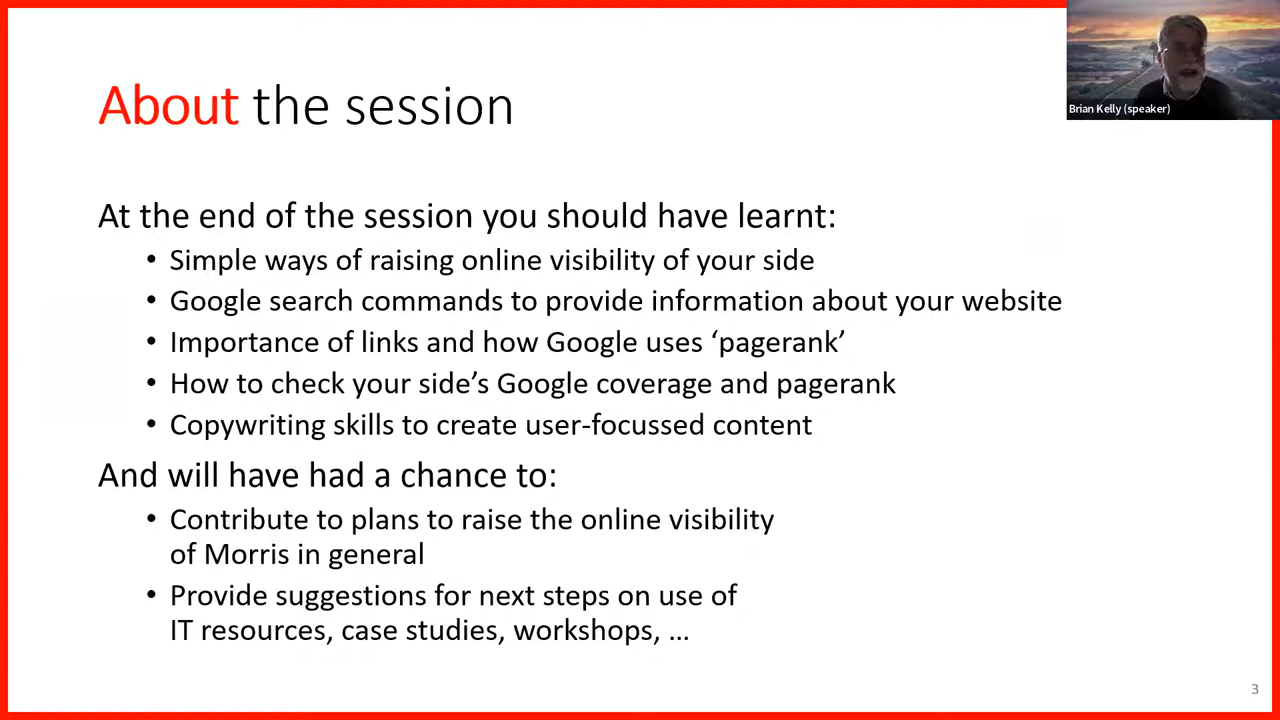 Brian Kelly (speaker)
About the session
At the end of the session you should have learnt:
• Simple ways of raising online visibility of your side
• Google search commands to provide information about your website
• Importance of links and how Google uses ‘pagerank’
• How to check your side’s Google coverage and pagerank
• Copywriting skills to create user-focussed content
And will have had a chance to:
• Contribute to plans to raise the online visibility
of Morris in general
• Provide suggestions for next steps on use of
IT resources, case studies, workshops, ...
3